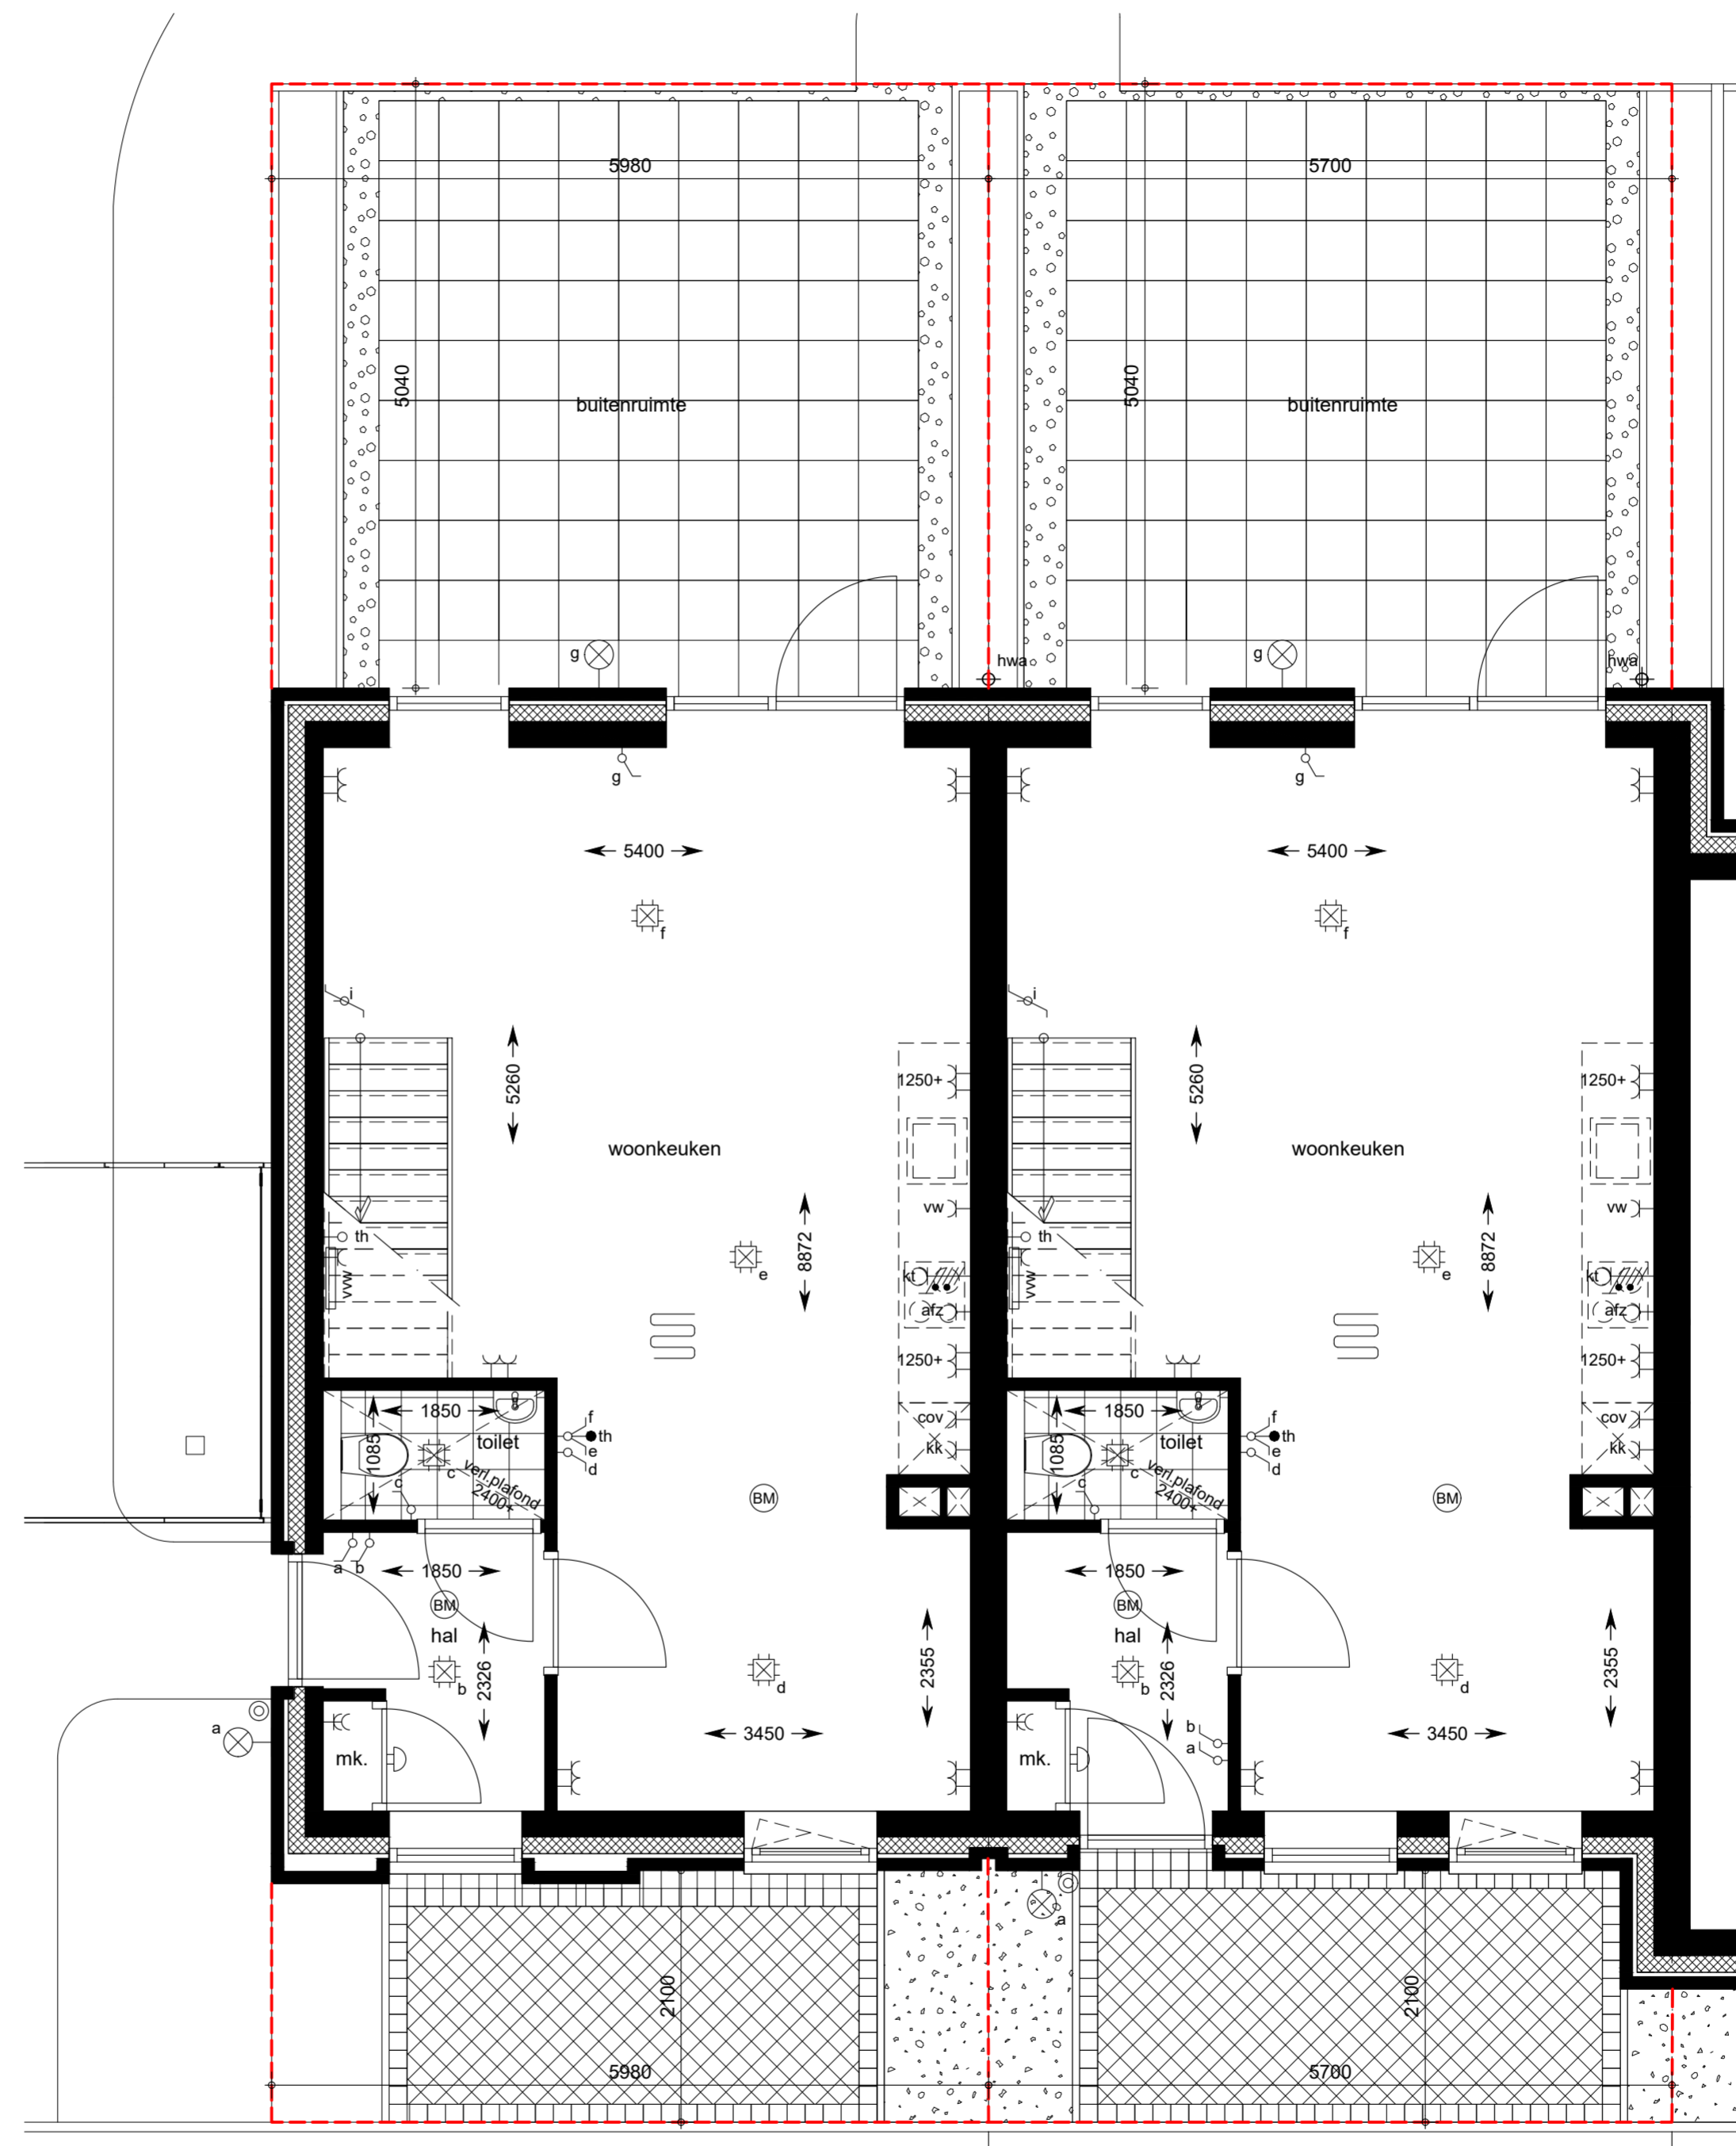 5980
5700
5040
5040
buitenruimte
buitenruimte
g
g
hwa
hwa
g
g
5400
5400
f
f
i
i
5260
5260
1250+
1250+
woonkeuken
woonkeuken
vw
vw
8872
8872
th
th
vvw
vvw
e
e
kt
kt
afz
afz
1250+
1250+
1850
1850
1085
1085
toilet
toilet
c
c
c
c
verl.plafond
2400+
verl.plafond
2400+
f
th
e
d
f
th
e
d
cov
kk
cov
kk
BM
BM
a
b
1850
1850
BM
BM
hal
hal
b
b
2326
2326
d
d
2355
2355
a
b
a
3450
3450
mk.
mk.
a
2100
2100
5980
5700